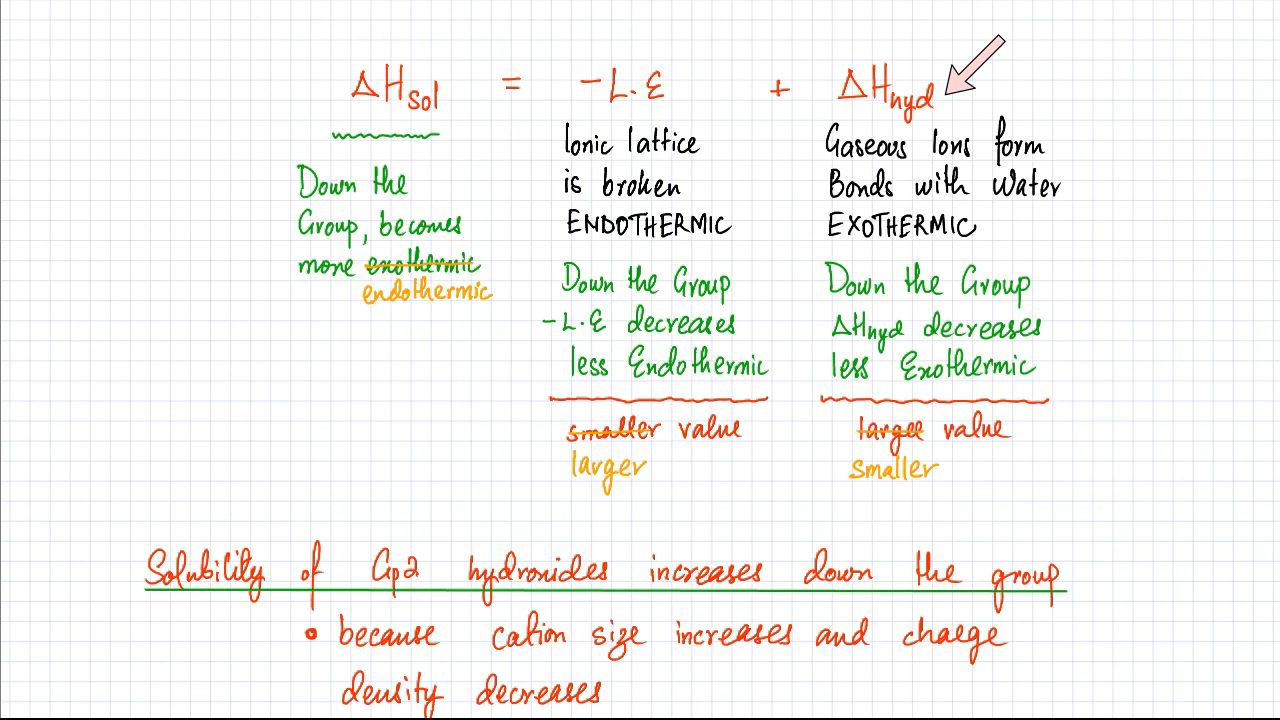 ΔHsol = -L.E + ΔHhyd
Down the
Group, becomes
more exothermic
endothermic
Ionic lattice
is broken
ENDOTHERMIC
Down the Group
-L.E decreases
less Endothermic
smaller value
larger
Gaseous Ions form
Bonds with Water
EXOTHERMIC
Down the Group
ΔHhyd decreases
less Exothermic
larger value
smaller
Solubility of Gp2 hydroxides increases down the group
• because cation size increases and charge
density decreases